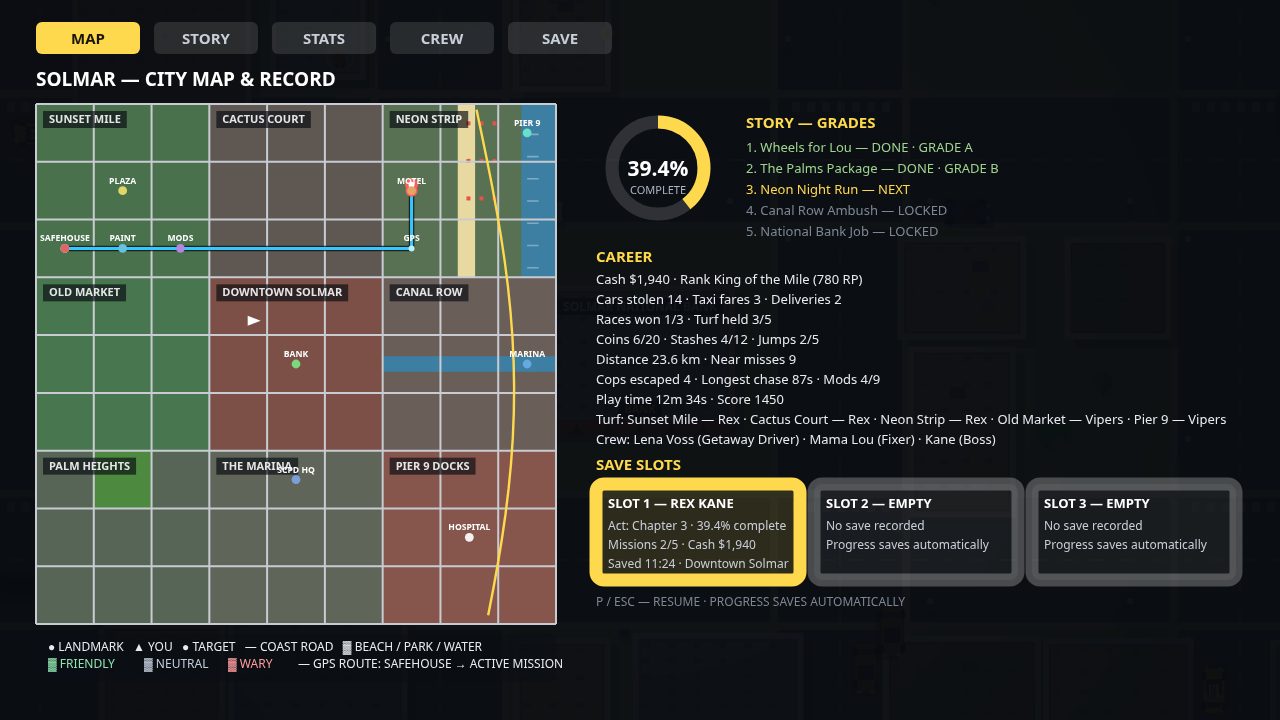 MAP
STORY
STATS
CREW
SAVE
SOLMAR — CITY MAP & RECORD
SUNSET MILE
CACTUS COURT
NEON STRIP
PIER 9
PLAZA
MOTEL
SAFEHOUSE
PAINT
MODS
GPS
OLD MARKET
DOWNTOWN SOLMAR
CANAL ROW
BANK
MARINA
PALM HEIGHTS
THE MARINA
SCPD HQ
PIER 9 DOCKS
HOSPITAL
● LANDMARK ▲ YOU ● TARGET — COAST ROAD ▓ BEACH / PARK / WATER
▓ FRIENDLY ▓ NEUTRAL ▓ WARY — GPS ROUTE: SAFEHOUSE → ACTIVE MISSION
39.4%
COMPLETE
STORY — GRADES
1. Wheels for Lou — DONE · GRADE A
2. The Palms Package — DONE · GRADE B
3. Neon Night Run — NEXT
4. Canal Row Ambush — LOCKED
5. National Bank Job — LOCKED
CAREER
Cash $1,940 · Rank King of the Mile (780 RP)
Cars stolen 14 · Taxi fares 3 · Deliveries 2
Races won 1/3 · Turf held 3/5
Coins 6/20 · Stashes 4/12 · Jumps 2/5
Distance 23.6 km · Near misses 9
Cops escaped 4 · Longest chase 87s · Mods 4/9
Play time 12m 34s · Score 1450
Turf: Sunset Mile — Rex · Cactus Court — Rex · Neon Strip — Rex · Old Market — Vipers · Pier 9 — Vipers
Crew: Lena Voss (Getaway Driver) · Mama Lou (Fixer) · Kane (Boss)
SAVE SLOTS
SLOT 1 — REX KANE
Act: Chapter 3 · 39.4% complete
Missions 2/5 · Cash $1,940
Saved 11:24 · Downtown Solmar
SLOT 2 — EMPTY
No save recorded
Progress saves automatically
SLOT 3 — EMPTY
No save recorded
Progress saves automatically
P / ESC — RESUME · PROGRESS SAVES AUTOMATICALLY